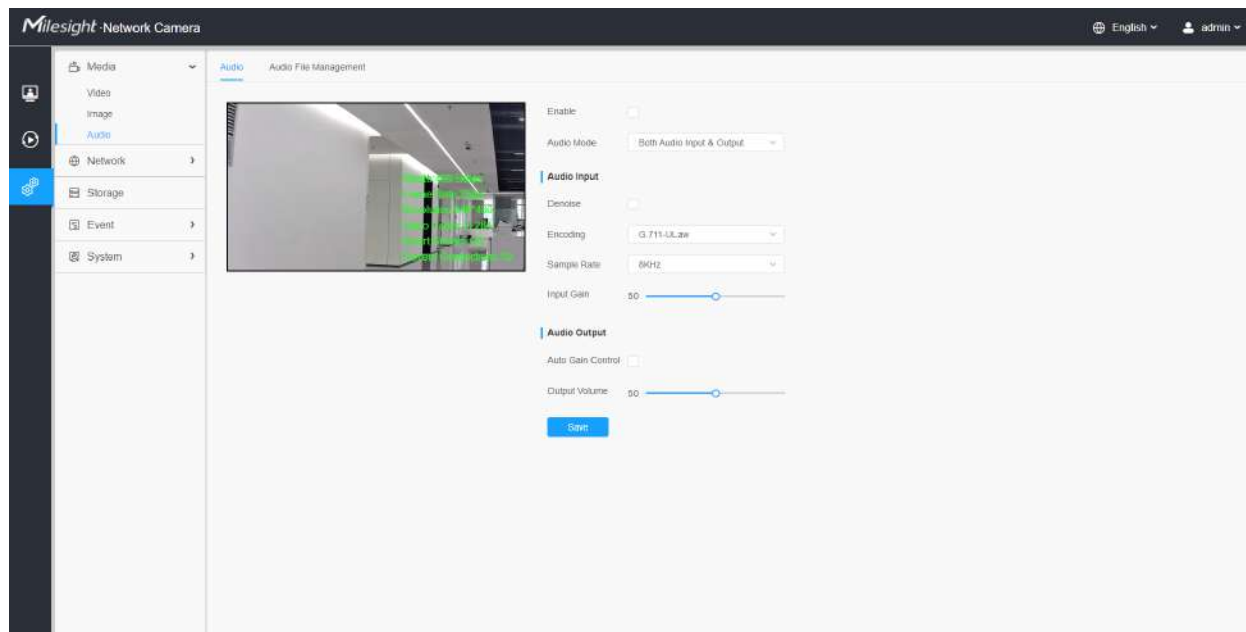 Milesight -Network Camera
English
admin
Media
Video
Image
Audio
Network
Storage
Event
System
Audio Audio File Management
Enable
Audio Mode Both Audio Input & Output
Audio Input
Denoise
Encoding G.711-ULaw
Sample Rate 8KHz
Input Gain 50
Audio Output
Auto Gain Control
Output Volume 50
Save